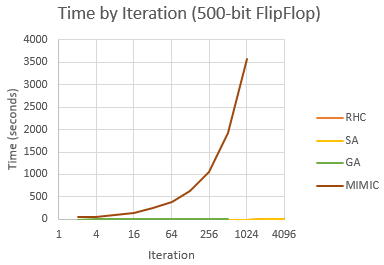 Time by Iteration (500-bit FlipFlop)
4000
3500
3000
2500
2000
1500
1000
500
0
Time (seconds)
1 4 16 64 256 1024 4096
Iteration
RHC
SA
GA
MIMIC